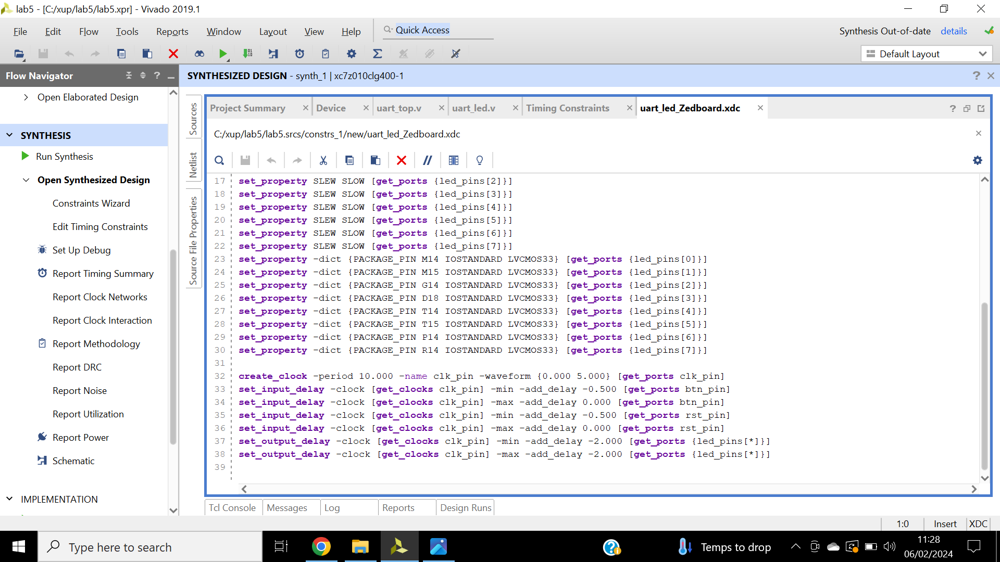 lab5 - [C:/xup/lab5/lab5.xpr] - Vivado 2019.1
File Edit Flow Tools Reports Window Layout View Help Quick Access
Synthesis Out-of-date details
Default Layout
Flow Navigator
SYNTHESIZED DESIGN - synth_1 | xc7z010clg400-1
Open Elaborated Design
SYNTHESIS
Run Synthesis
Open Synthesized Design
Constraints Wizard
Edit Timing Constraints
Set Up Debug
Report Timing Summary
Report Clock Networks
Report Clock Interaction
Report Methodology
Report DRC
Report Noise
Report Utilization
Report Power
Schematic
IMPLEMENTATION
Sources
Netlist
Source File Properties
Project Summary Device uart_top.v uart_led.v Timing Constraints uart_led_Zedboard.xdc
C:/xup/lab5/lab5.srcs/constrs_1/new/uart_led_Zedboard.xdc
17 set_property SLEW SLOW [get_ports {led_pins[2]}]
18 set_property SLEW SLOW [get_ports {led_pins[3]}]
19 set_property SLEW SLOW [get_ports {led_pins[4]}]
20 set_property SLEW SLOW [get_ports {led_pins[5]}]
21 set_property SLEW SLOW [get_ports {led_pins[6]}]
22 set_property SLEW SLOW [get_ports {led_pins[7]}]
23 set_property -dict {PACKAGE_PIN M14 IOSTANDARD LVCMOS33} [get_ports {led_pins[0]}]
24 set_property -dict {PACKAGE_PIN M15 IOSTANDARD LVCMOS33} [get_ports {led_pins[1]}]
25 set_property -dict {PACKAGE_PIN G14 IOSTANDARD LVCMOS33} [get_ports {led_pins[2]}]
26 set_property -dict {PACKAGE_PIN D18 IOSTANDARD LVCMOS33} [get_ports {led_pins[3]}]
27 set_property -dict {PACKAGE_PIN T14 IOSTANDARD LVCMOS33} [get_ports {led_pins[4]}]
28 set_property -dict {PACKAGE_PIN T15 IOSTANDARD LVCMOS33} [get_ports {led_pins[5]}]
29 set_property -dict {PACKAGE_PIN P14 IOSTANDARD LVCMOS33} [get_ports {led_pins[6]}]
30 set_property -dict {PACKAGE_PIN R14 IOSTANDARD LVCMOS33} [get_ports {led_pins[7]}]
31
32 create_clock -period 10.000 -name clk_pin -waveform {0.000 5.000} [get_ports clk_pin]
33 set_input_delay -clock [get_clocks clk_pin] -min -add_delay -0.500 [get_ports btn_pin]
34 set_input_delay -clock [get_clocks clk_pin] -max -add_delay 0.000 [get_ports btn_pin]
35 set_input_delay -clock [get_clocks clk_pin] -min -add_delay -0.500 [get_ports rst_pin]
36 set_input_delay -clock [get_clocks clk_pin] -max -add_delay 0.000 [get_ports rst_pin]
37 set_output_delay -clock [get_clocks clk_pin] -min -add_delay -2.000 [get_ports {led_pins[*]}]
38 set_output_delay -clock [get_clocks clk_pin] -max -add_delay -2.000 [get_ports {led_pins[*]}]
39
Tcl Console Messages Log Reports Design Runs
1:0 Insert XDC
Type here to search
Temps to drop
11:28
06/02/2024